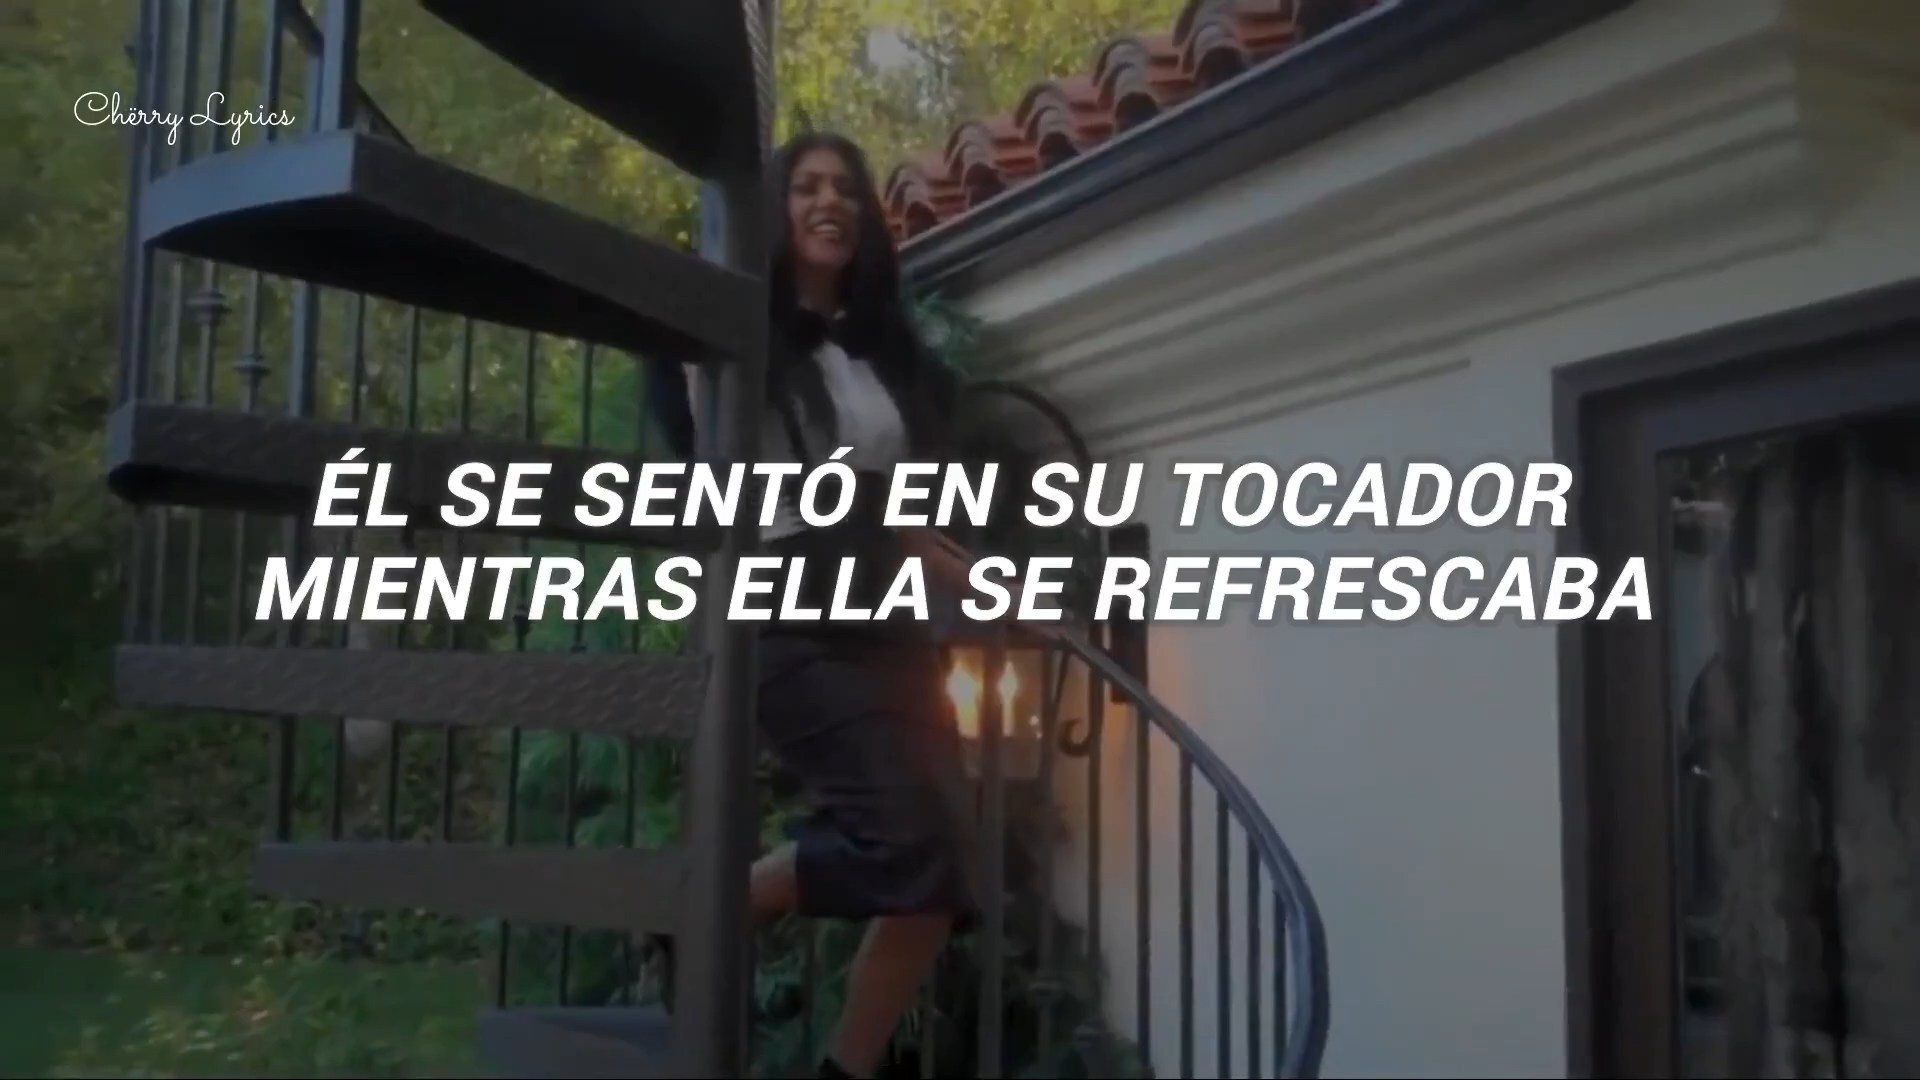 Chërry Lyrics
ÉL SE SENTÓ EN SU TOCADOR
MIENTRAS ELLA SE REFRESCABA